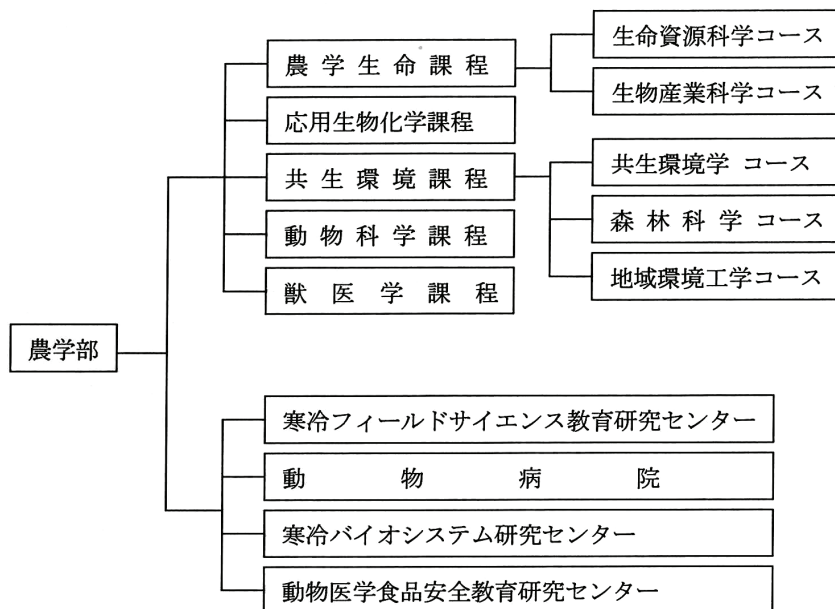 農学部
農学生命課程
生命資源科学コース
生物産業科学コース
応用生物化学課程
共生環境課程
共生環境学 コース
森林科学 コース
地域環境工学コース
動物科学課程
獣医学課程
寒冷フィールドサイエンス教育研究センター
動物病院
寒冷バイオシステム研究センター
動物医学食品安全教育研究センター